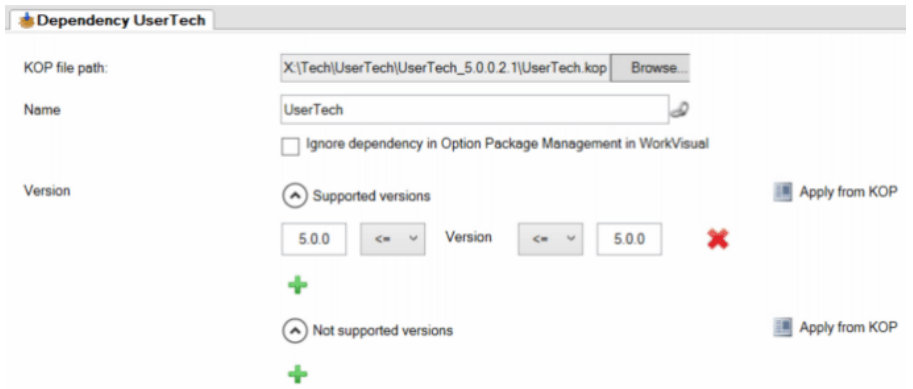 Dependency UserTech
KOP file path: X:\Tech\UserTech\UserTech_5.0.0.2.1\UserTech.kop Browse...
Name UserTech
Ignore dependency in Option Package Management in WorkVisual
Version Supported versions Apply from KOP
5.0.0 <= Version <= 5.0.0
Not supported versions Apply from KOP